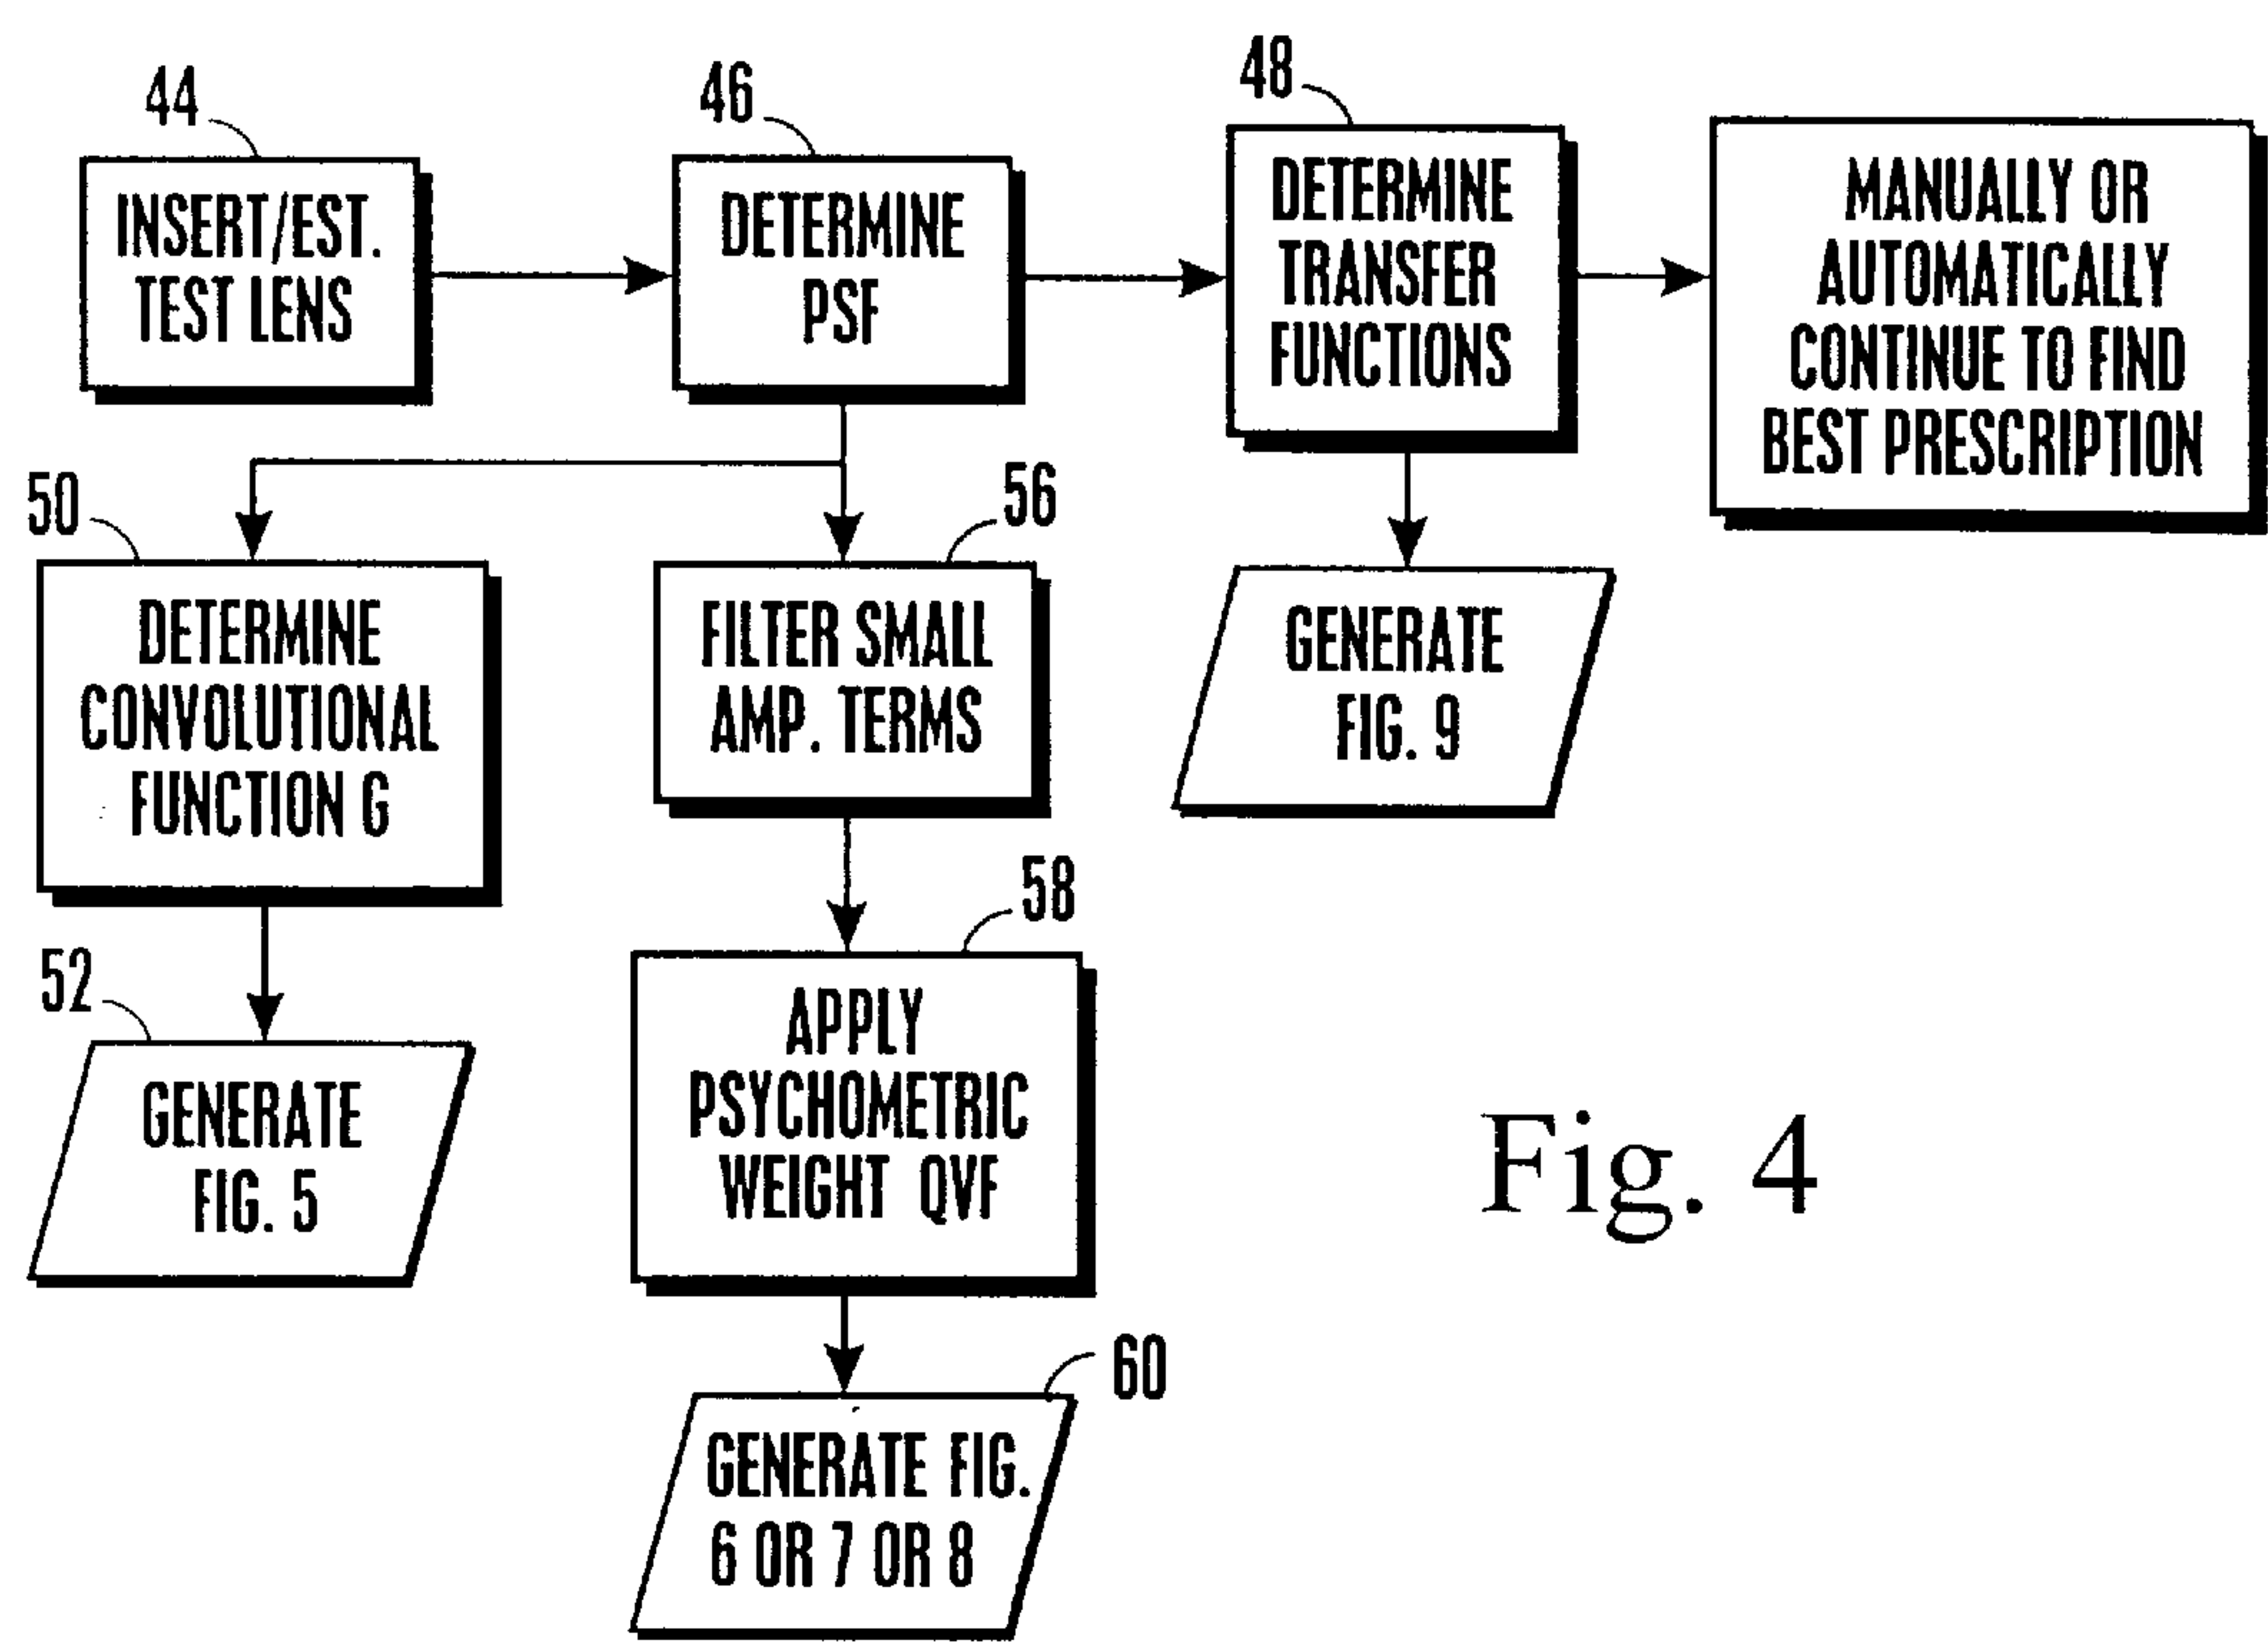 44
INSERT/EST.
TEST LENS
46
DETERMINE
PSF
48
DETERMINE
TRANSFER
FUNCTIONS
MANUALLY OR
AUTOMATICALLY
CONTINUE TO FIND
BEST PRESCRIPTION
50
DETERMINE
CONVOLUTIONAL
FUNCTION G
56
FILTER SMALL
AMP. TERMS
GENERATE
FIG. 9
52
GENERATE
FIG. 5
58
APPLY
PSYCHOMETRIC
WEIGHT QVF
60
GENERATE FIG.
6 OR 7 OR 8
Fig. 4